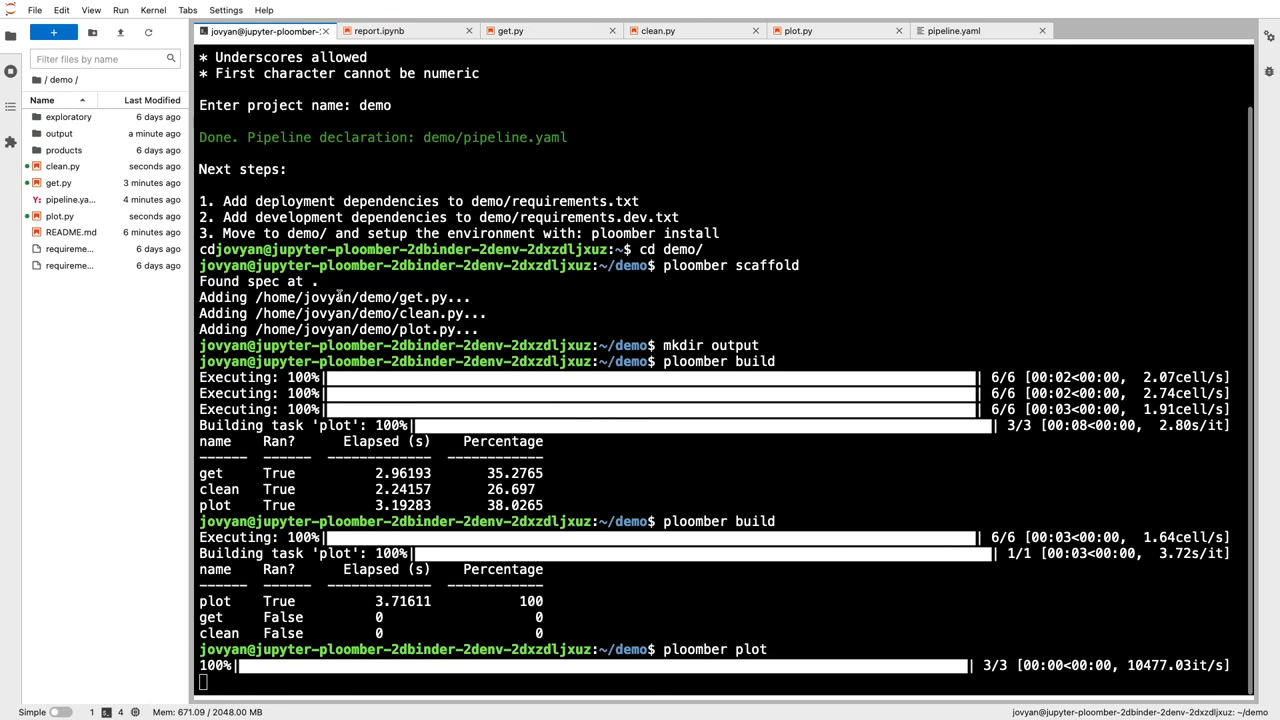 File Edit View Run Kernel Tabs Settings Help
+
Filter files by name
/ demo /
Name Last Modified
exploratory 6 days ago
output a minute ago
products 6 days ago
clean.py seconds ago
get.py 3 minutes ago
Y: pipeline.ya... 4 minutes ago
plot.py seconds ago
README.md 6 minutes ago
requireme... 6 days ago
requireme... 6 days ago
jovyan@jupyter-ploomber-: report.ipynb get.py clean.py plot.py pipeline.yaml
* Underscores allowed
* First character cannot be numeric
Enter project name: demo
Done. Pipeline declaration: demo/pipeline.yaml
Next steps:
1. Add deployment dependencies to demo/requirements.txt
2. Add development dependencies to demo/requirements.dev.txt
3. Move to demo/ and setup the environment with: ploomber install
cdjovyan@jupyter-ploomber-2dbinder-2denv-2dxzdljxuz:~$ cd demo/
jovyan@jupyter-ploomber-2dbinder-2denv-2dxzdljxuz:~/demo$ ploomber scaffold
Found spec at .
Adding /home/jovyan/demo/get.py...
Adding /home/jovyan/demo/clean.py...
Adding /home/jovyan/demo/plot.py...
jovyan@jupyter-ploomber-2dbinder-2denv-2dxzdljxuz:~/demo$ mkdir output
jovyan@jupyter-ploomber-2dbinder-2denv-2dxzdljxuz:~/demo$ ploomber build
Executing: 100%| | 6/6 [00:02<00:00, 2.07cell/s]
Executing: 100%| | 6/6 [00:02<00:00, 2.74cell/s]
Executing: 100%| | 6/6 [00:03<00:00, 1.91cell/s]
Building task 'plot': 100%| | 3/3 [00:08<00:00, 2.80s/it]
name Ran? Elapsed (s) Percentage
------ ------ ------------- ------------
get True 2.96193 35.2765
clean True 2.24157 26.697
plot True 3.19283 38.0265
jovyan@jupyter-ploomber-2dbinder-2denv-2dxzdljxuz:~/demo$ ploomber build
Executing: 100%| | 6/6 [00:03<00:00, 1.64cell/s]
Building task 'plot': 100%| | 1/1 [00:03<00:00, 3.72s/it]
name Ran? Elapsed (s) Percentage
------ ------ ------------- ------------
plot True 3.71611 100
get False 0 0
clean False 0 0
jovyan@jupyter-ploomber-2dbinder-2denv-2dxzdljxuz:~/demo$ ploomber plot
100%| | 3/3 [00:00<00:00, 10477.03it/s]
Simple 1 4 Mem: 671.09 / 2048.00 MB jovyan@jupyter-ploomber-2dbinder-2denv-2dxzdljxuz: ~/demo